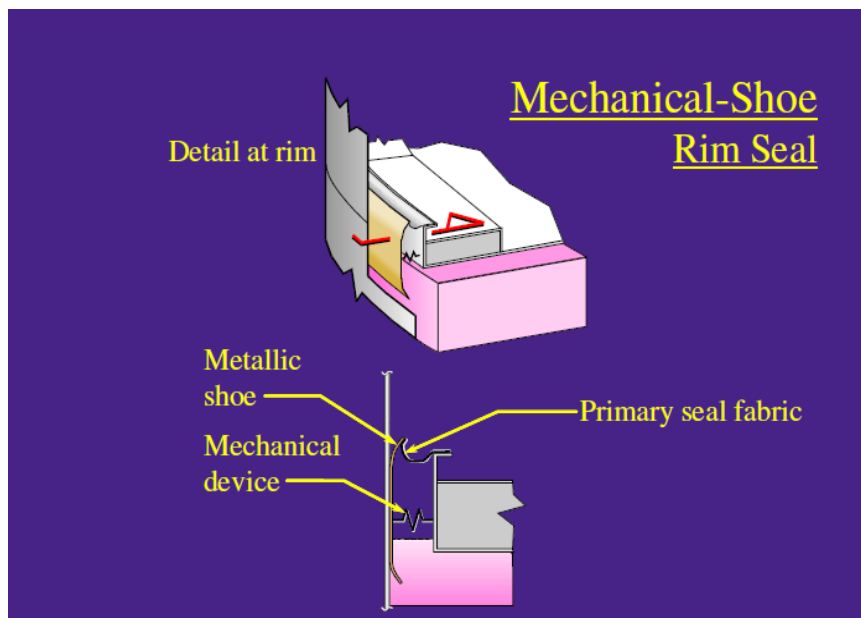 Mechanical-Shoe
Rim Seal
Detail at rim
Metallic
shoe
Primary seal fabric
Mechanical
device